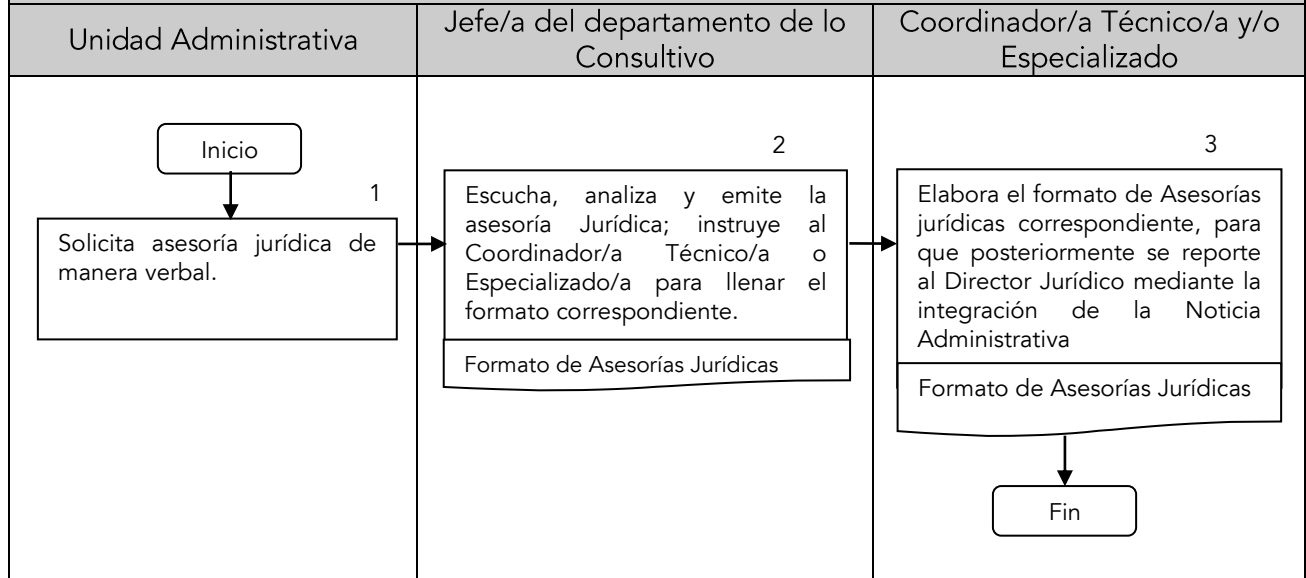 Unidad Administrativa
Jefe/a del departamento de lo
Consultivo
Coordinador/a Técnico/a y/o
Especializado
Inicio
1
Solicita asesoría jurídica de
manera verbal.
2
Escucha, analiza y emite la
asesoría Jurídica; instruye al
Coordinador/a Técnico/a o
Especializado/a para llenar el
formato correspondiente.
Formato de Asesorías Jurídicas
3
Elabora el formato de Asesorías
jurídicas correspondiente, para
que posteriormente se reporte
al Director Jurídico mediante la
integración de la Noticia
Administrativa
Formato de Asesorías Jurídicas
Fin